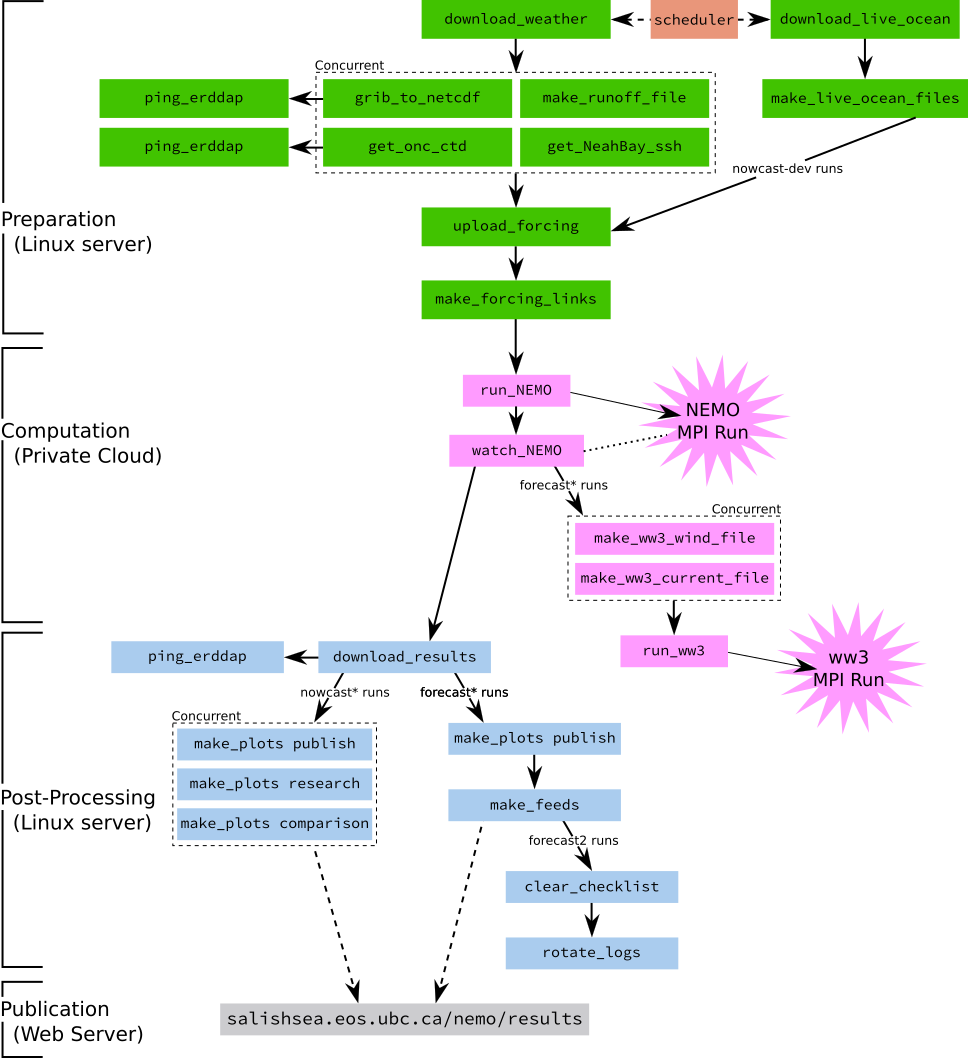 download_weather
scheduler
download_live_ocean
Concurrent
ping_erddap
grib_to_netcdf
make_runoff_file
make_live_ocean_files
ping_erddap
get_onc_ctd
get_NeahBay_ssh
nowcast-dev runs
Preparation
(Linux server)
upload_forcing
make_forcing_links
run_NEMO
NEMO
MPI Run
Computation
(Private Cloud)
watch_NEMO
forecast* runs
Concurrent
make_ww3_wind_file
make_ww3_current_file
run_ww3
ww3
MPI Run
ping_erddap
download_results
nowcast* runs
forecast* runs
Concurrent
make_plots publish
make_plots research
make_plots comparison
make_plots publish
Post-Processing
(Linux server)
make_feeds
forecast2 runs
clear_checklist
rotate_logs
Publication
(Web Server)
salishsea.eos.ubc.ca/nemo/results